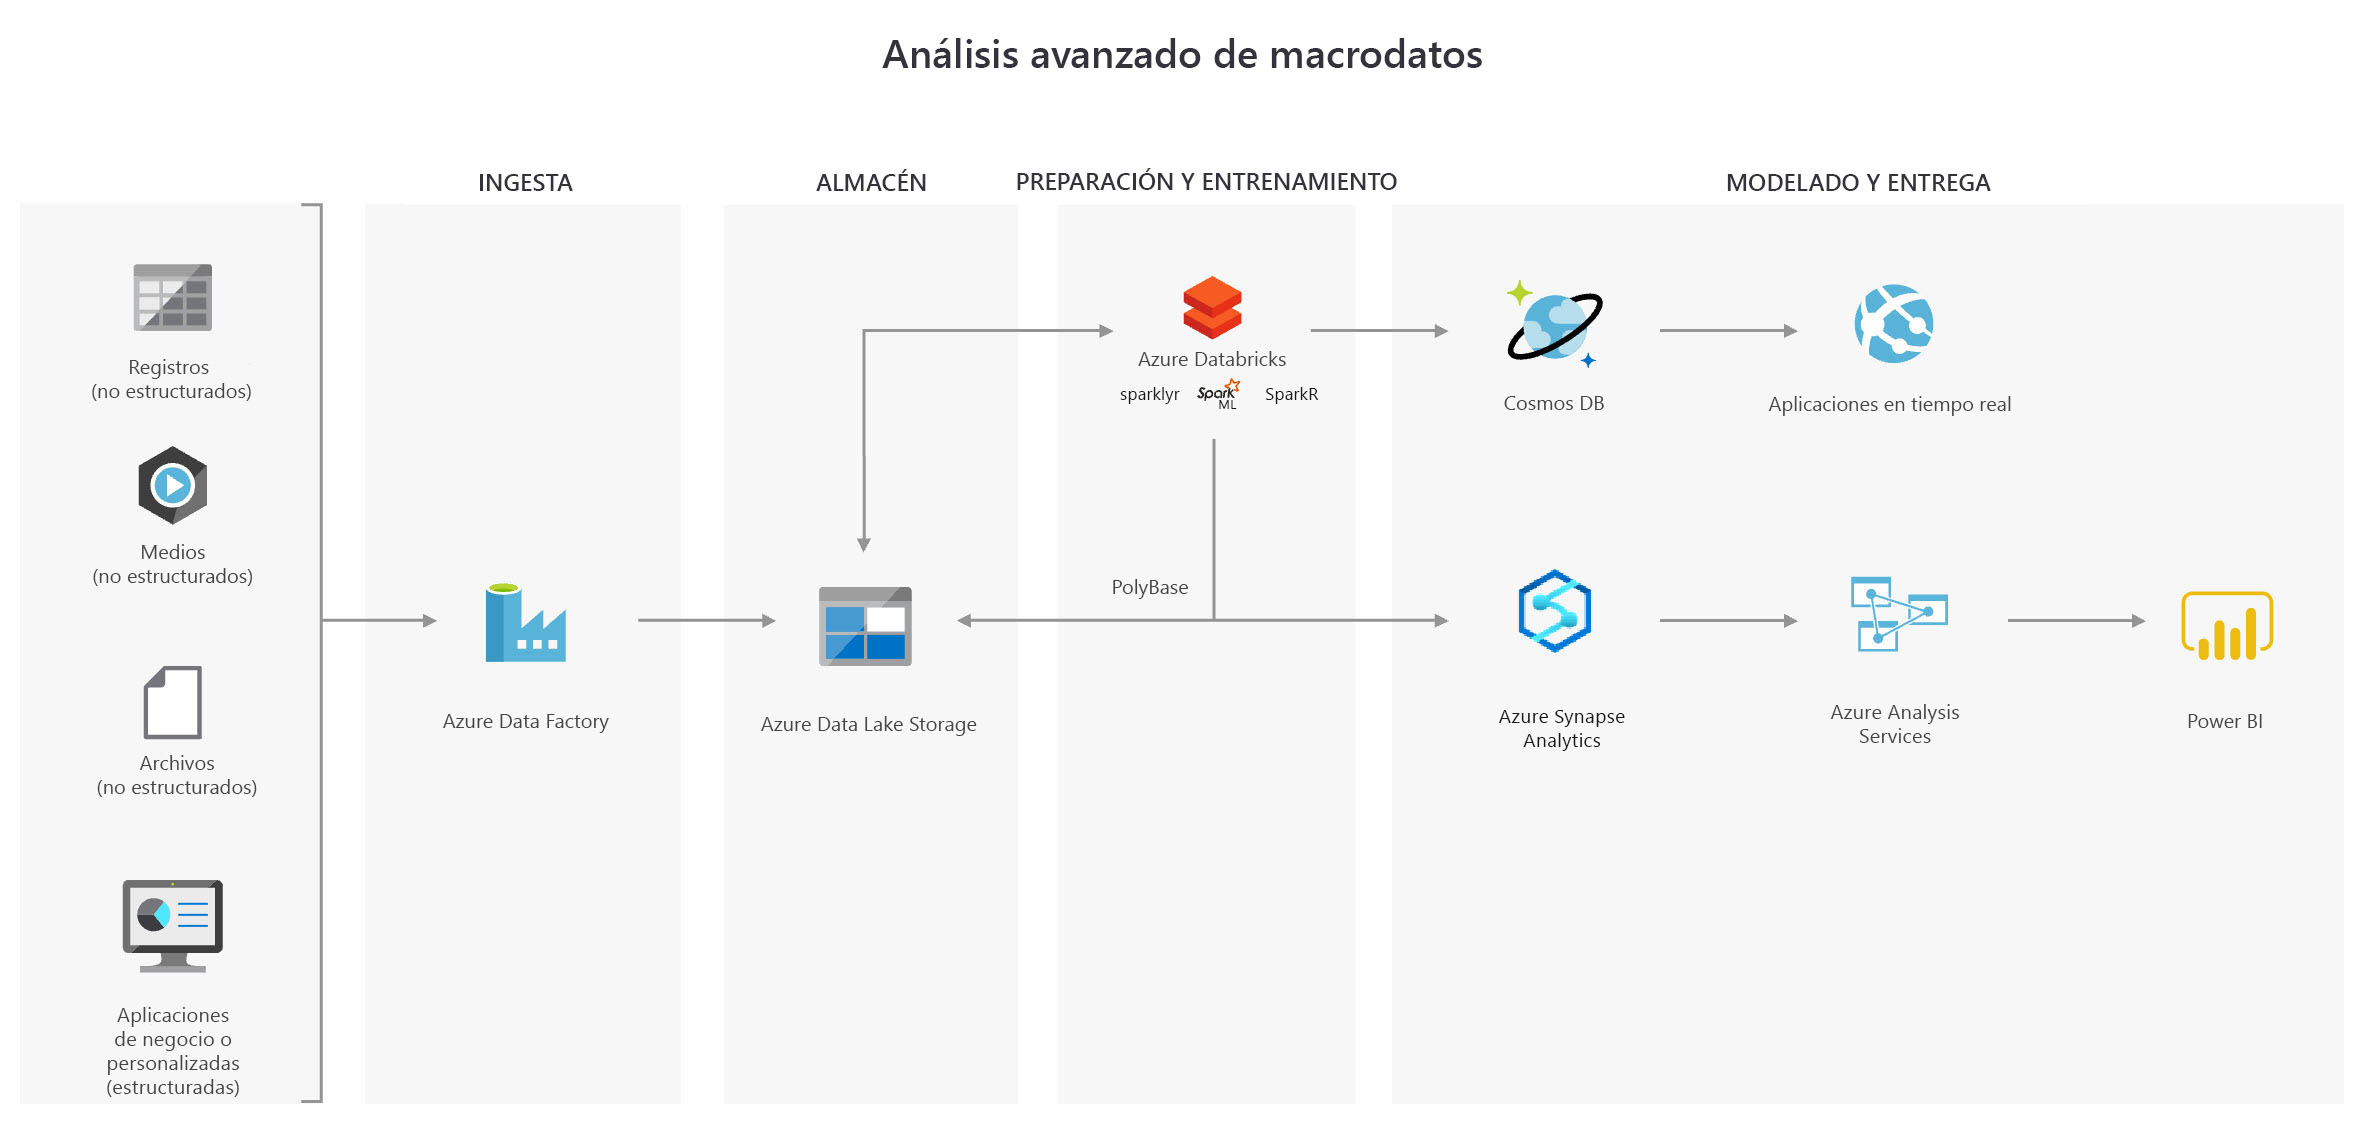 Análisis avanzado de macrodatos
INGESTA
ALMACÉN
PREPARACIÓN Y ENTRENAMIENTO
MODELADO Y ENTREGA
Registros
(no estructurados)
Medios
(no estructurados)
Archivos
(no estructurados)
Aplicaciones
de negocio o
personalizadas
(estructuradas)
Azure Data Factory
Azure Data Lake Storage
Azure Databricks
sparklyr
Spark
ML
SparkR
PolyBase
Cosmos DB
Aplicaciones en tiempo real
Azure Synapse
Analytics
Azure Analysis
Services
Power BI